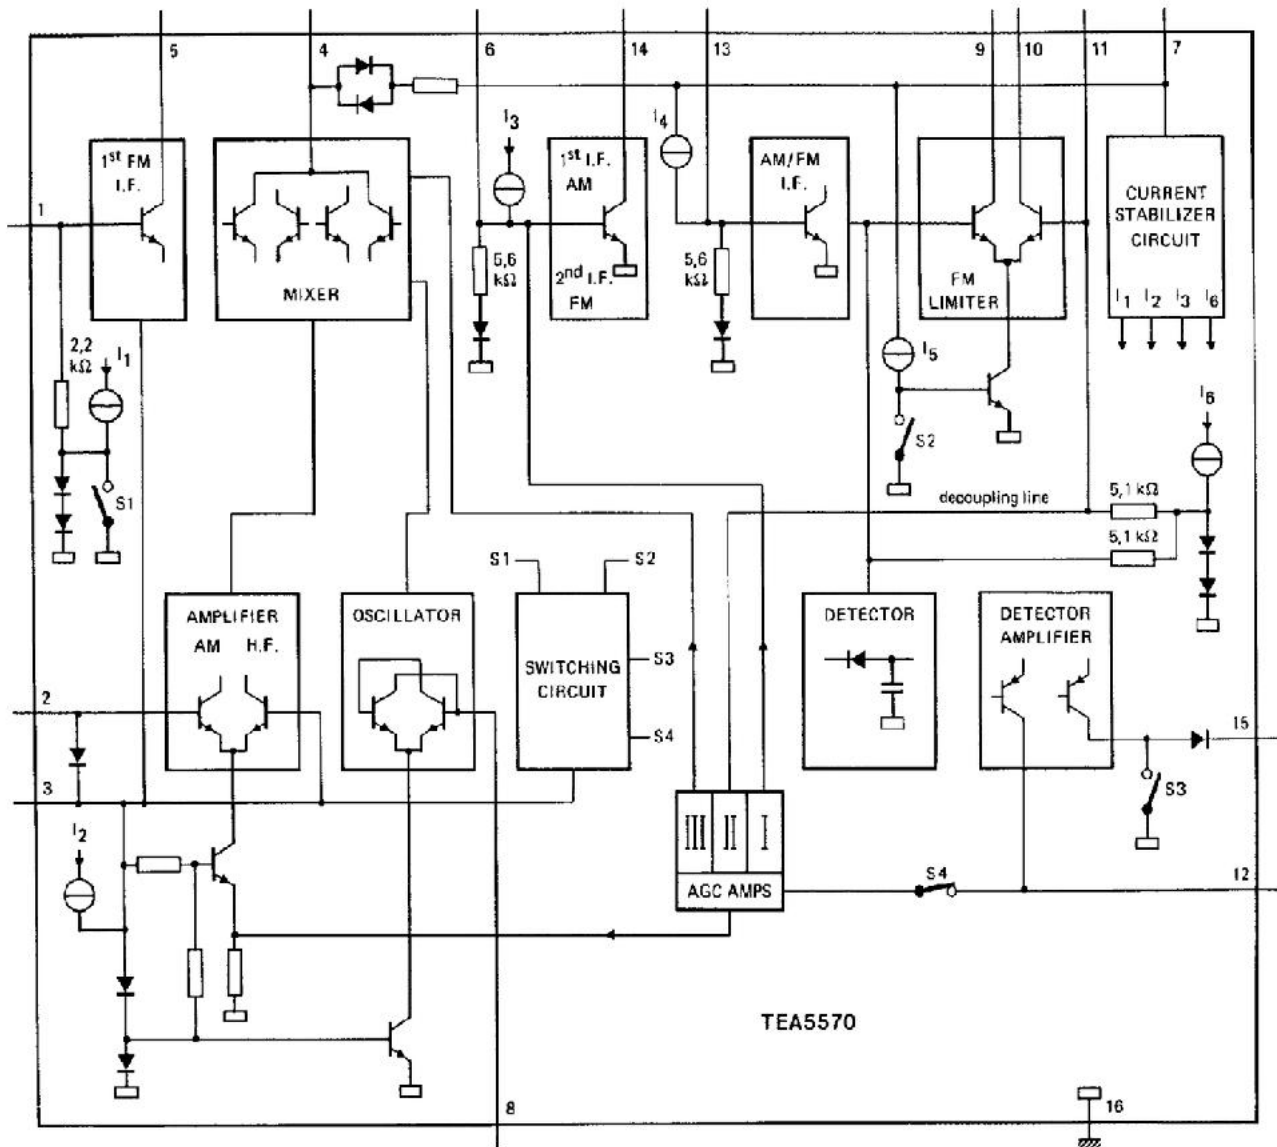 5
4
6
14
13
9
10
11
7
1st FM
I.F.
I3
1st I.F.
AM
I4
AM/FM
I.F.
CURRENT
STABILIZER
CIRCUIT
1
MIXER
5,6
kΩ
2nd I.F.
FM
5,6
kΩ
FM
LIMITER
I1 I2 I3 I6
2,2
kΩ
I1
I5
I6
S2
S1
decoupling line
5,1 kΩ
5,1 kΩ
S1
S2
AMPLIFIER
AM H.F.
OSCILLATOR
SWITCHING
CIRCUIT
S3
S4
DETECTOR
DETECTOR
AMPLIFIER
2
15
3
S3
I2
III II I
AGC AMPS
S4
12
TEA5570
8
16